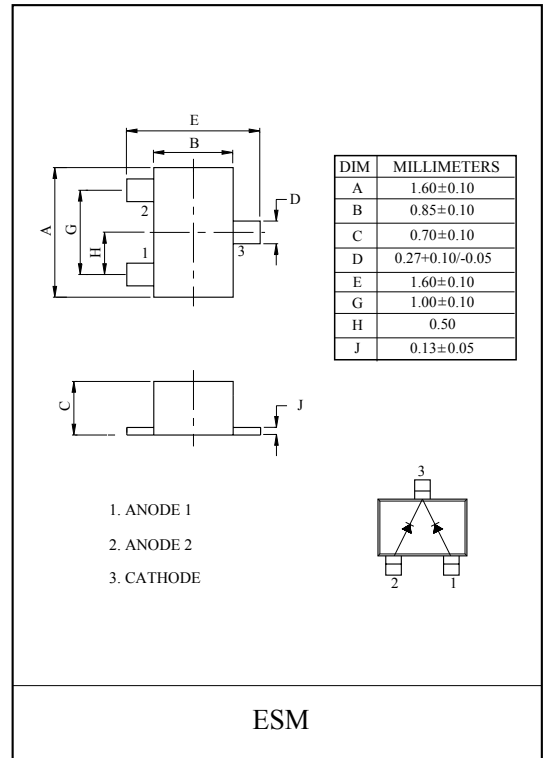 E
B
A
G
H
2
1
3
D
DIM MILLIMETERS
A 1.60±0.10
B 0.85±0.10
C 0.70±0.10
D 0.27+0.10/-0.05
E 1.60±0.10
G 1.00±0.10
H 0.50
J 0.13±0.05
C
J
1. ANODE 1
2. ANODE 2
3. CATHODE
3
2 1
ESM